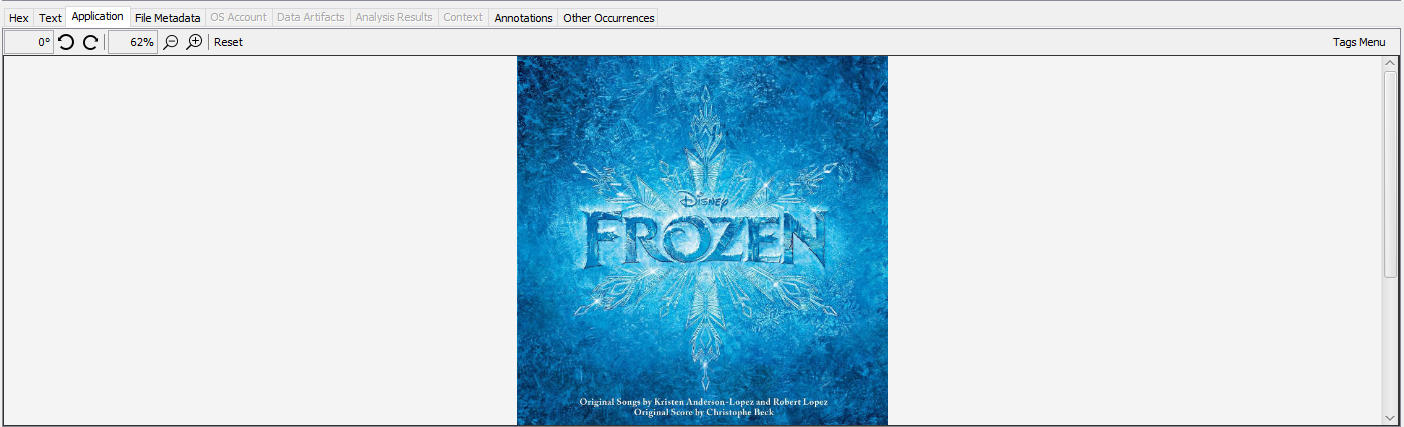 Hex Text Application File Metadata OS Account Data Artifacts Analysis Results Context Annotations Other Occurrences
0° 62% Reset Tags Menu
Disney
FROZEN
Original Songs by Kristen Anderson-Lopez and Robert Lopez
Original Score by Christophe Beck